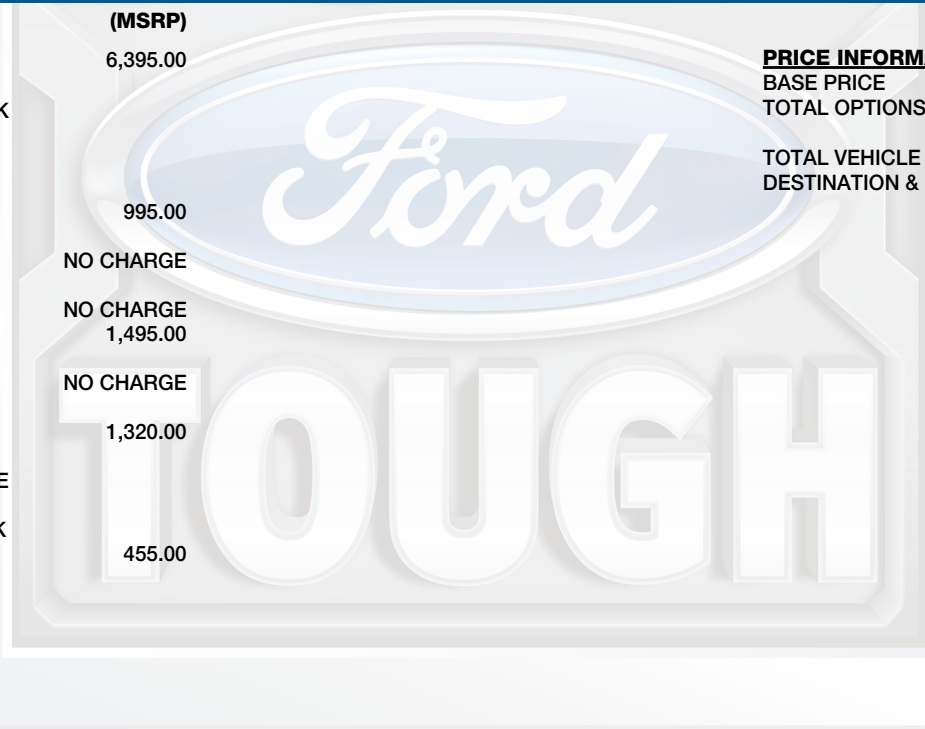 (MSRP)
6,395.00
K
995.00
NO CHARGE
NO CHARGE
1,495.00
NO CHARGE
1,320.00
E
K
455.00
PRICE INFORMA
BASE PRICE
TOTAL OPTIONS
TOTAL VEHICLE
DESTINATION &
Ford
TOUGH